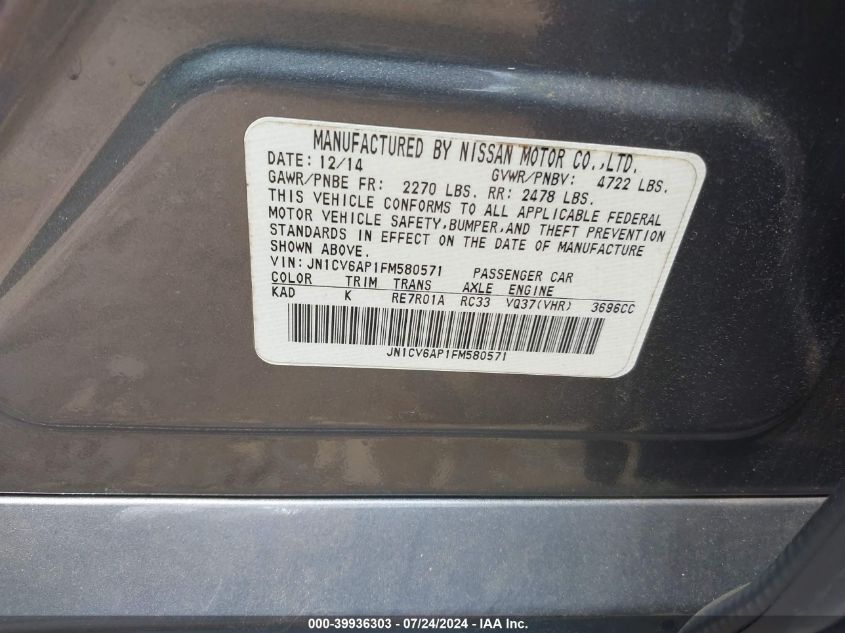 MANUFACTURED BY NISSAN MOTOR CO.,LTD.
DATE: 12/14 GVWR/PNBV: 4722 LBS.
GAWR/PNBE FR: 2270 LBS. RR: 2478 LBS.
THIS VEHICLE CONFORMS TO ALL APPLICABLE FEDERAL
MOTOR VEHICLE SAFETY,BUMPER,AND THEFT PREVENTION
STANDARDS IN EFFECT ON THE DATE OF MANUFACTURE
SHOWN ABOVE.
VIN:JN1CV6AP1FM580571 PASSENGER CAR
COLOR TRIM TRANS AXLE ENGINE
KAD K RE7R01A RC33 VQ37(VHR) 3696CC
JN1CV6AP1FM580571
000-39936303 - 07/24/2024 - IAA Holdings, LLC.